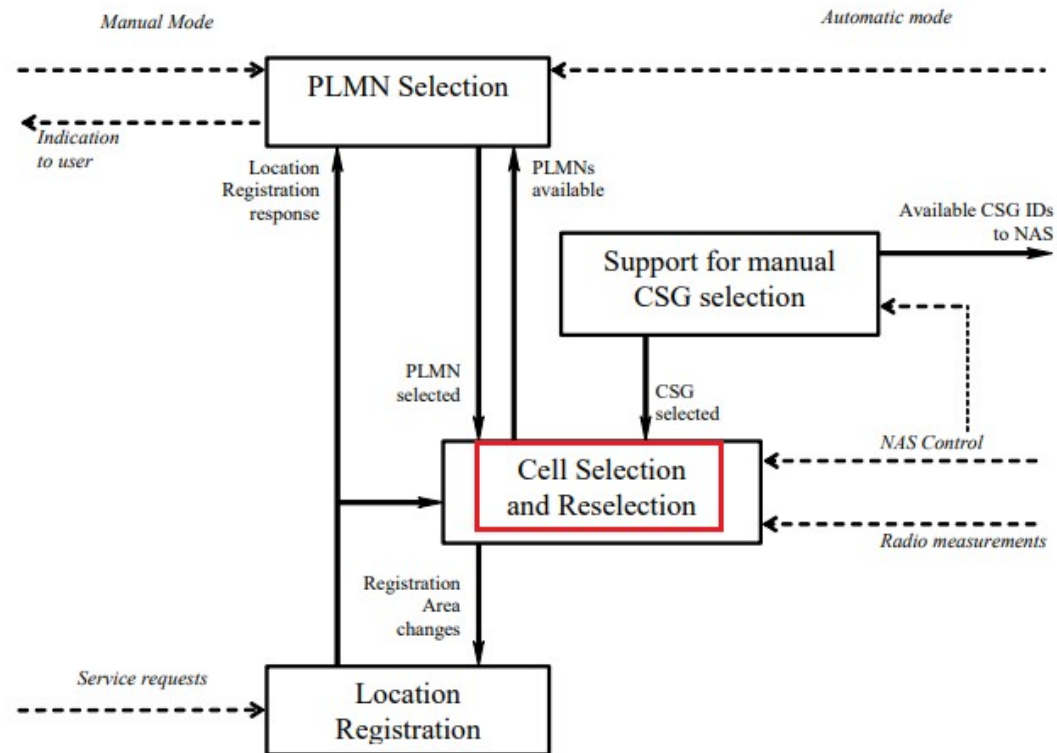 Manual Mode
Automatic mode
PLMN Selection
Indication
to user
Location
Registration
response
PLMNs
available
Available CSG IDs
to NAS
Support for manual
CSG selection
PLMN
selected
CSG
selected
NAS Control
Cell Selection
and Reselection
Radio measurements
Registration
Area
changes
Service requests
Location
Registration